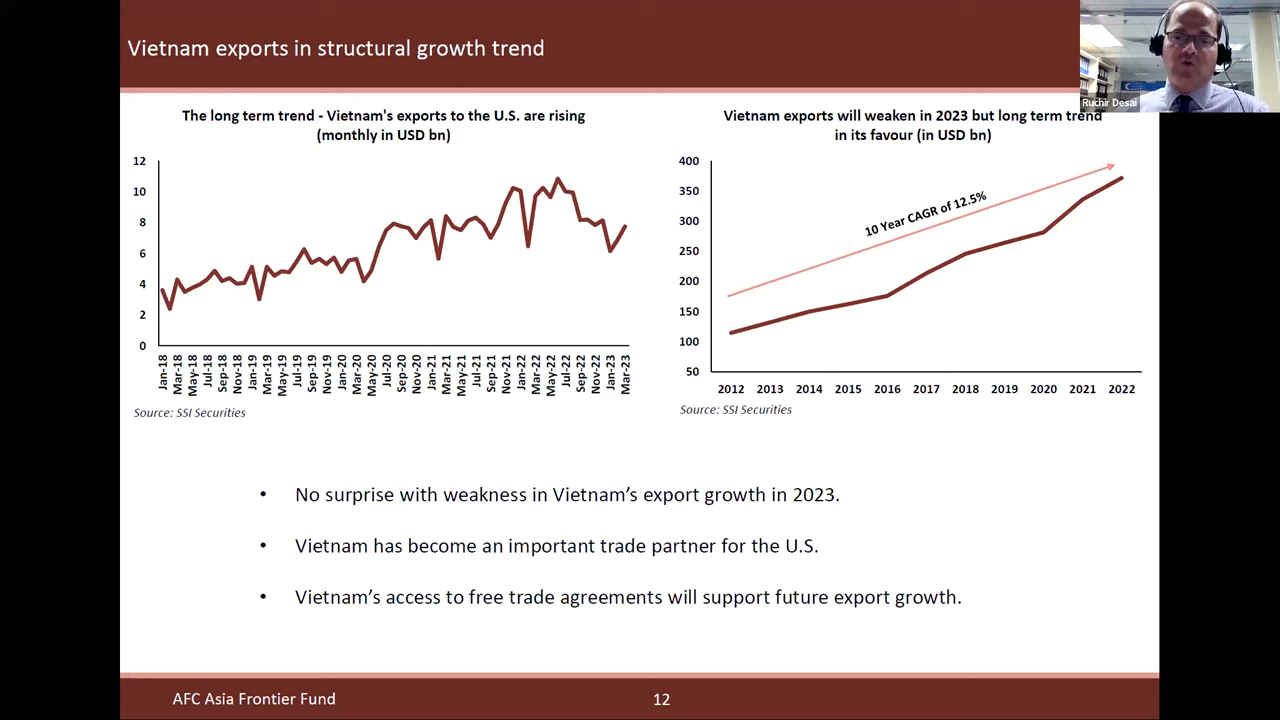 Vietnam exports in structural growth trend
Ruchir Desai
The long term trend - Vietnam's exports to the U.S. are rising
(monthly in USD bn)
12
10
8
6
4
2
0
Jan-18
Mar-18
May-18
Jul-18
Sep-18
Nov-18
Jan-19
Mar-19
May-19
Jul-19
Sep-19
Nov-19
Jan-20
Mar-20
May-20
Jul-20
Sep-20
Nov-20
Jan-21
Mar-21
May-21
Jul-21
Sep-21
Nov-21
Jan-22
Mar-22
May-22
Jul-22
Sep-22
Nov-22
Jan-23
Mar-23
Source: SSI Securities
Vietnam exports will weaken in 2023 but long term trend
in its favour (in USD bn)
400
350
300
250
200
150
100
50
10 Year CAGR of 12.5%
2012 2013 2014 2015 2016 2017 2018 2019 2020 2021 2022
Source: SSI Securities
• No surprise with weakness in Vietnam’s export growth in 2023.
• Vietnam has become an important trade partner for the U.S.
• Vietnam’s access to free trade agreements will support future export growth.
AFC Asia Frontier Fund
12